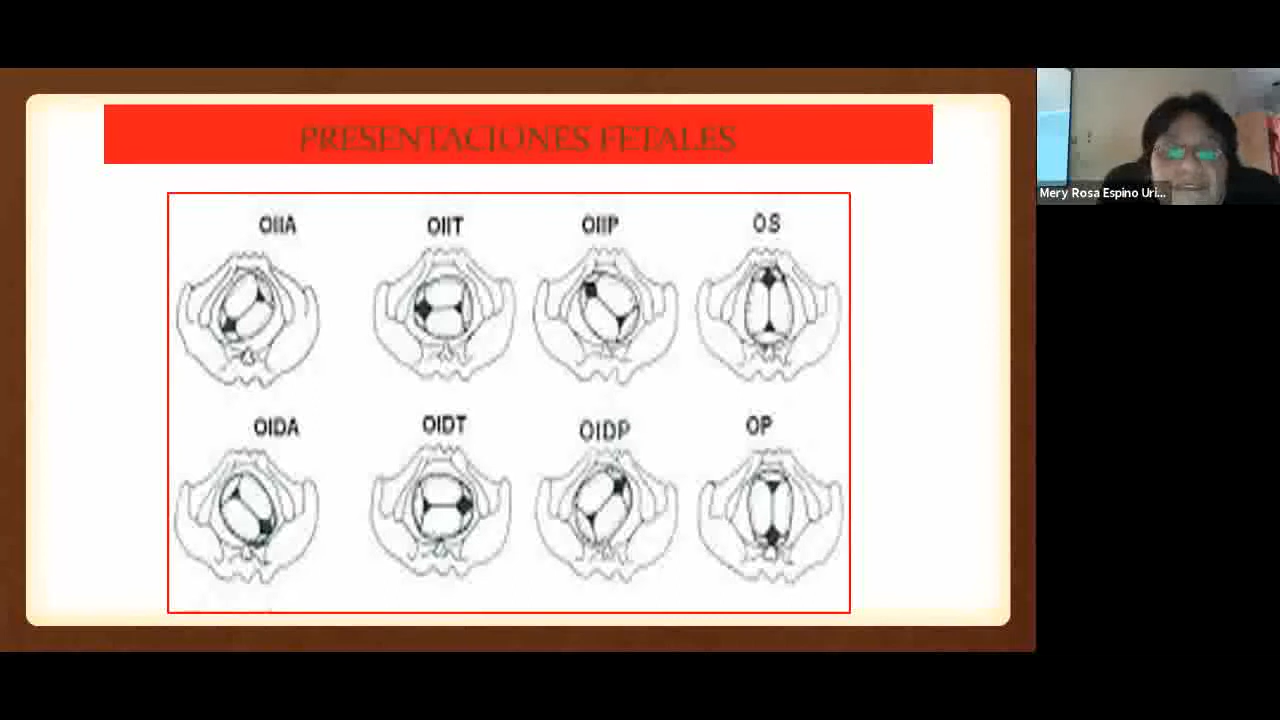 PRESENTACIONES FETALES
OIIA OIIT OIIP OS
OIDA OIDT OIDP OP
Mery Rosa Espino Uri...